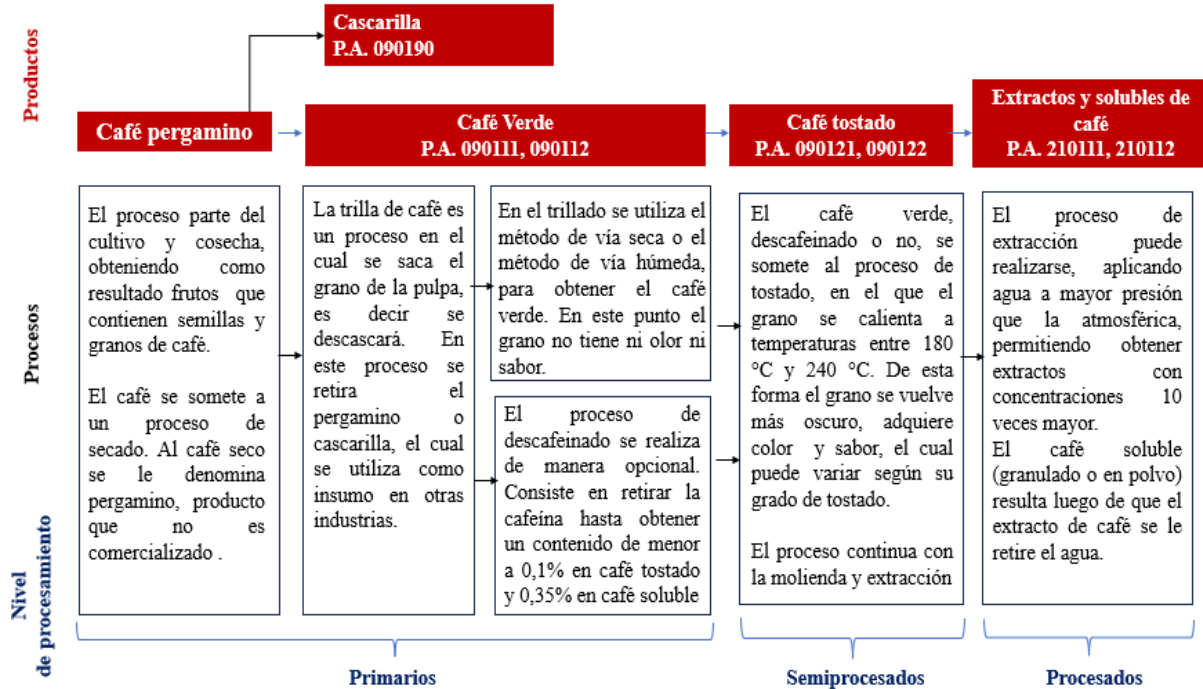 Productos
Cascarilla
P.A. 090190
Café pergamino
Café Verde
P.A. 090111, 090112
Café tostado
P.A. 090121, 090122
Extractos y solubles de
café
P.A. 210111, 210112
Procesos
El proceso parte del
cultivo y cosecha,
obteniendo como
resultado frutos que
contienen semillas y
granos de café.
El café se somete a
un proceso de
secado. Al café seco
se le denomina
pergamino, producto
que no es
comercializado .
La trilla de café es
un proceso en el
cual se saca el
grano de la pulpa,
es decir se
descascará. En
este proceso se
retira el
pergamino o
cascarilla, el cual
se utiliza como
insumo en otras
industrias.
En el trillado se utiliza el
método de vía seca o el
método de vía húmeda,
para obtener el café
verde. En este punto el
grano no tiene ni olor ni
sabor.
El proceso de
descafeinado se realiza
de manera opcional.
Consiste en retirar la
cafeína hasta obtener
un contenido de menor
a 0,1% en café tostado
y 0,35% en café soluble
El café verde,
descafeinado o no, se
somete al proceso de
tostado, en el que el
grano se calienta a
temperaturas entre 180
°C y 240 °C. De esta
forma el grano se vuelve
más oscuro, adquiere
color y sabor, el cual
puede variar según su
grado de tostado.
El proceso continua con
la molienda y extracción
El proceso de
extracción puede
realizarse, aplicando
agua a mayor presión
que la atmosférica,
permitiendo obtener
extractos con
concentraciones 10
veces mayor.
El café soluble
(granulado o en polvo)
resulta luego de que el
extracto de café se le
retire el agua.
Nivel
de procesamiento
Primarios
Semiprocesados
Procesados